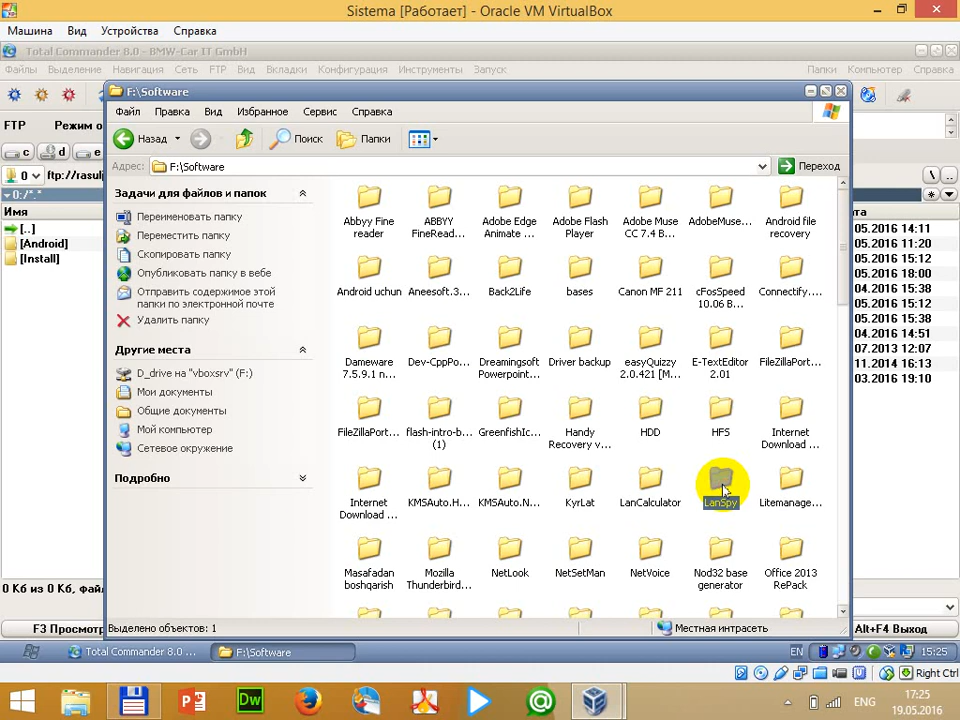 Sistema [Работает] - Oracle VM VirtualBox
Машина Вид Устройства Справка
Total Commander 8.0 - BMW-Car IT GmbH
Файлы Выделение Навигация Сеть FTP Вид Вкладки Конфигурация Инструменты Запуск Папки Компьютер Справка
F:\Software
Файл Правка Вид Избранное Сервис Справка
FTP Режим о
Назад Поиск Папки
c d e
Адрес: F:\Software Переход
0 ftp://rasulj
0:/*.*
Имя
[..]
[Android]
[Install]
ата
05.2016 14:11
05.2016 11:20
05.2016 15:12
05.2016 18:00
04.2016 15:38
05.2016 15:12
05.2016 15:38
04.2016 14:51
07.2013 12:07
11.2014 16:13
03.2016 19:10
Задачи для файлов и папок
Переименовать папку
Переместить папку
Скопировать папку
Опубликовать папку в вебе
Отправить содержимое этой
папки по электронной почте
Удалить папку
Другие места
D_drive на "vboxsrv" (F:)
Мои документы
Общие документы
Мой компьютер
Сетевое окружение
Подробно
Abbyy Fine
reader
ABBYY
FineRead...
Adobe Edge
Animate ...
Adobe Flash
Player
Adobe Muse
CC 7.4 B...
AdobeMuse...
Android file
recovery
Android uchun
Aneesoft.3...
Back2Life
bases
Canon MF 211
cFosSpeed
10.06 B...
Connectify....
Dameware
7.5.9.1 п...
Dev-CppPo...
Dreamingsoft
Powerpoint...
Driver backup
easyQuizzy
2.0.421 [M...
E-TextEditor
2.01
FileZillaPort...
FileZillaPort...
flash-intro-b...
(1)
GreenfishIc...
Handy
Recovery v...
HDD
HFS
Internet
Download ...
Internet
Download ...
KMSAuto.H...
KMSAuto.N...
KyrLat
LanCalculator
LanSpy
Litemanage...
Masafadan
boshqarish
Mozilla
Thunderbird...
NetLook
NetSetMan
NetVoice
Nod32 base
generator
Office 2013
RePack
0 Кб из 0 Кб, файл
F3 Просмотр
Alt+F4 Выход
Выделено объектов: 1 Местная интрасеть
Total Commander 8.0 ... F:\Software EN 15:25
Right Ctrl
ENG
17:25
19.05.2016